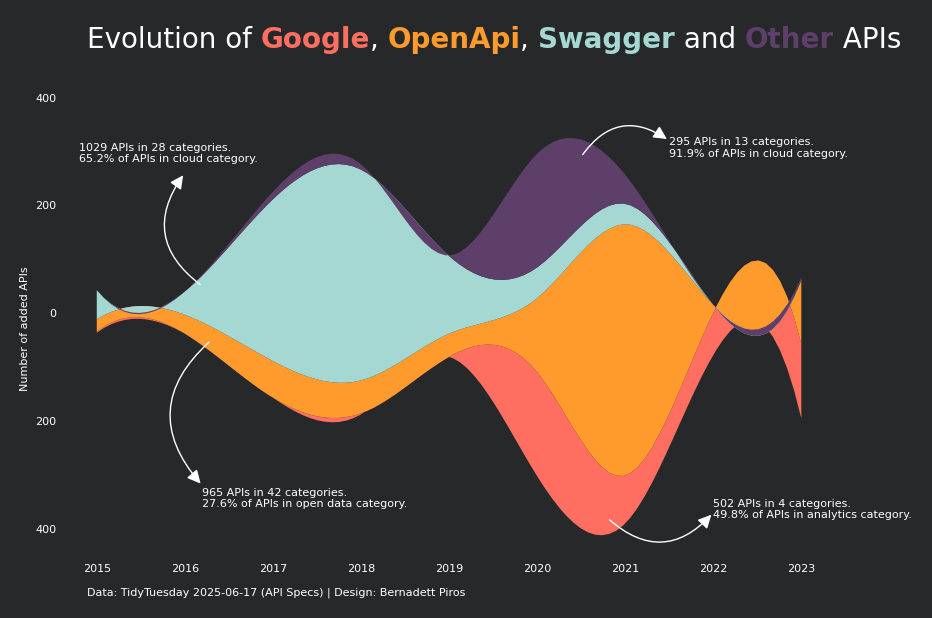 Evolution of Google, OpenApi, Swagger and Other APIs
400
1029 APIs in 28 categories.
65.2% of APIs in cloud category.
295 APIs in 13 categories.
91.9% of APIs in cloud category.
200
0
Number of added APIs
200
965 APIs in 42 categories.
27.6% of APIs in open data category.
502 APIs in 4 categories.
49.8% of APIs in analytics category.
400
2015 2016 2017 2018 2019 2020 2021 2022 2023
Data: TidyTuesday 2025-06-17 (API Specs) | Design: Bernadett Piros